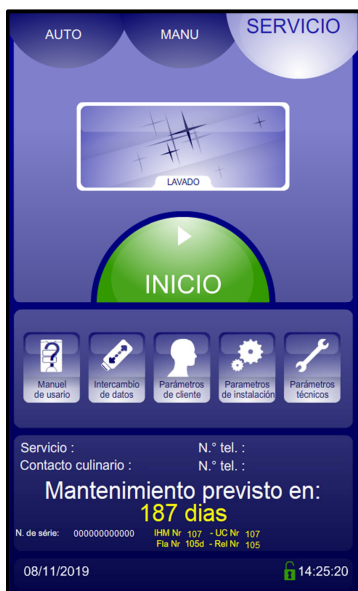 AUTO MANU SERVICIO
LAVADO
INICIO
Manuel de usario
Intercambio de datos
Parámetros de cliente
Parametros de instalación
Parámetros técnicos
Servicio : N.° tel. :
Contacto culinario : N.° tel. :
Mantenimiento previsto en:
187 dias
N. de série: 000000000000 IHM Nr 107 - UC Nr 107
Fla Nr 105d - Rel Nr 105
08/11/2019 14:25:20